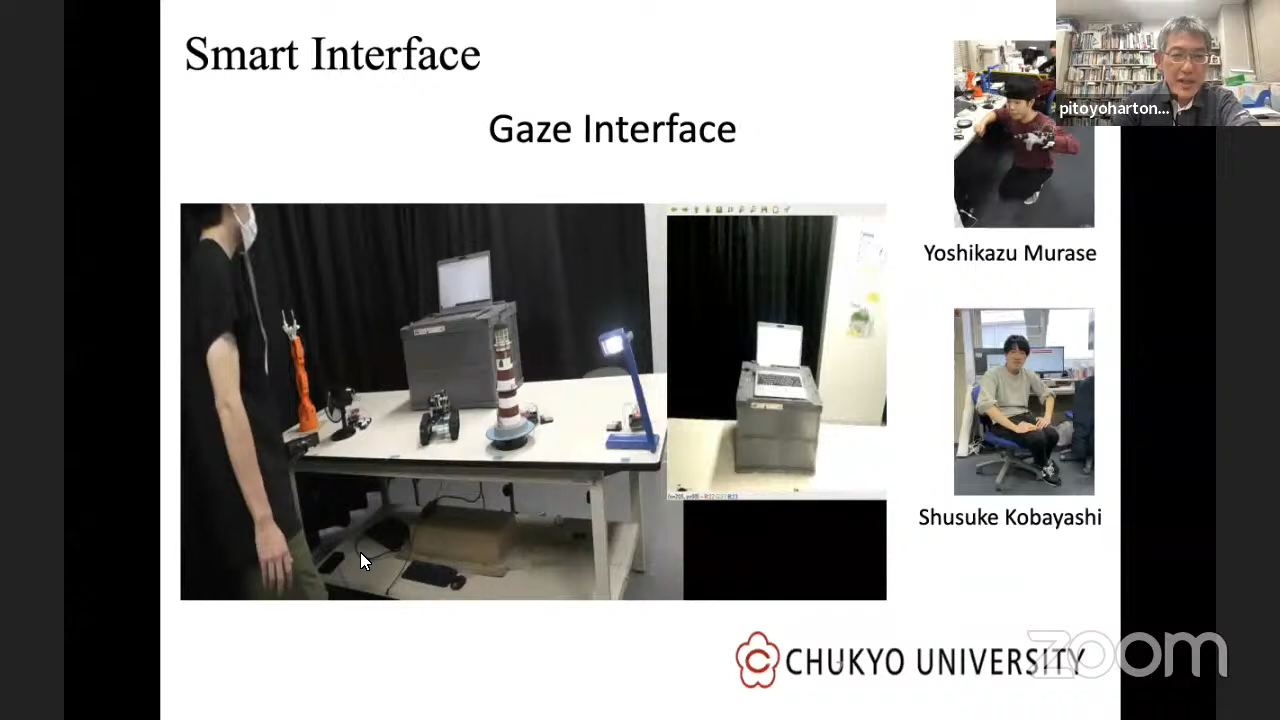 Smart Interface
Gaze Interface
pitoyoharton...
Yoshikazu Murase
Shusuke Kobayashi
CHUKYO UNIVERSITY
zoom